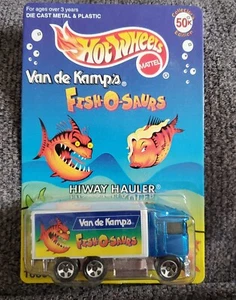 For ages over 3 years
DIE CAST METAL & PLASTIC
Hot Wheels
MATTEL
50K
Van de Kamp's®
FISH-O-SAURS
HIWAY HAULER
Van de Kamp's
FISH-O-SAURS